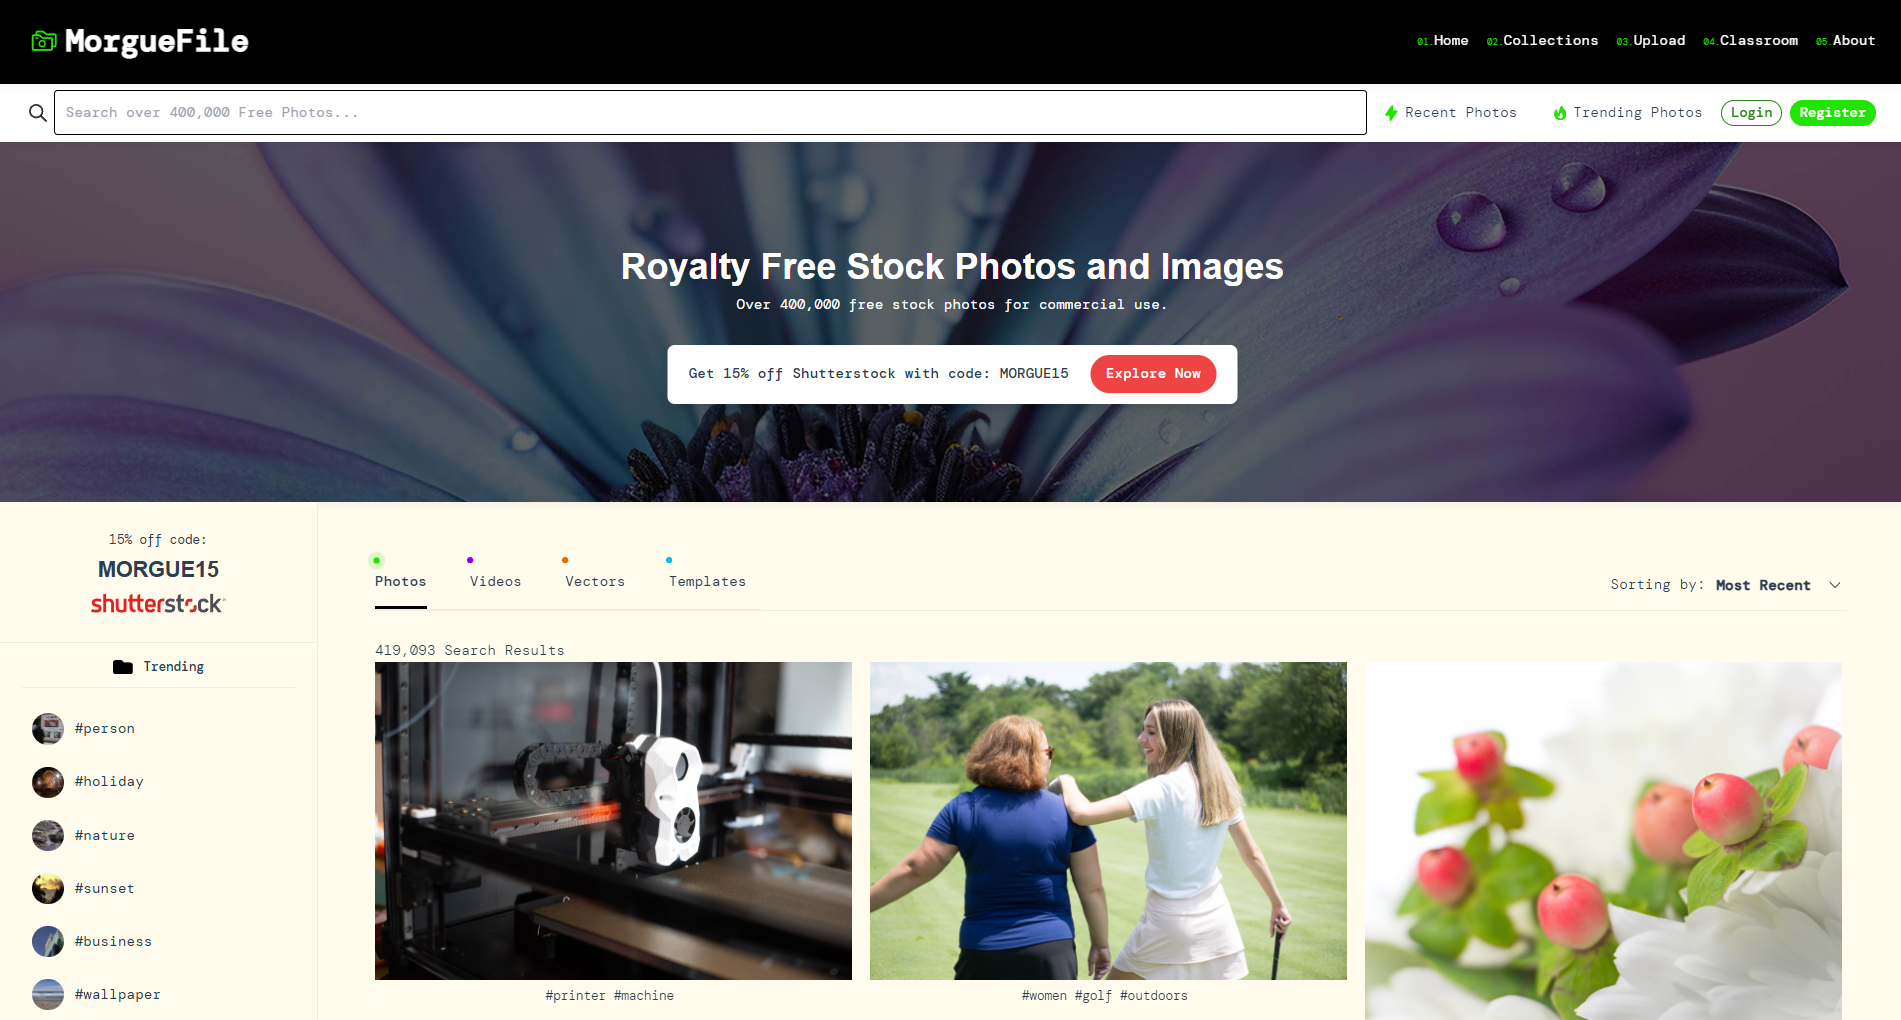 MorgueFile
01.Home 02.Collections 03.Upload 04.Classroom 05.About
Search over 400,000 Free Photos...
Recent Photos
Trending Photos
Login
Register
Royalty Free Stock Photos and Images
Over 400,000 free stock photos for commercial use.
Get 15% off Shutterstock with code: MORGUE15
Explore Now
15% off code:
MORGUE15
shutterstock
Trending
#person
#holiday
#nature
#sunset
#business
#wallpaper
Photos
Videos
Vectors
Templates
Sorting by: Most Recent
419,093 Search Results
#printer #machine
#women #golf #outdoors